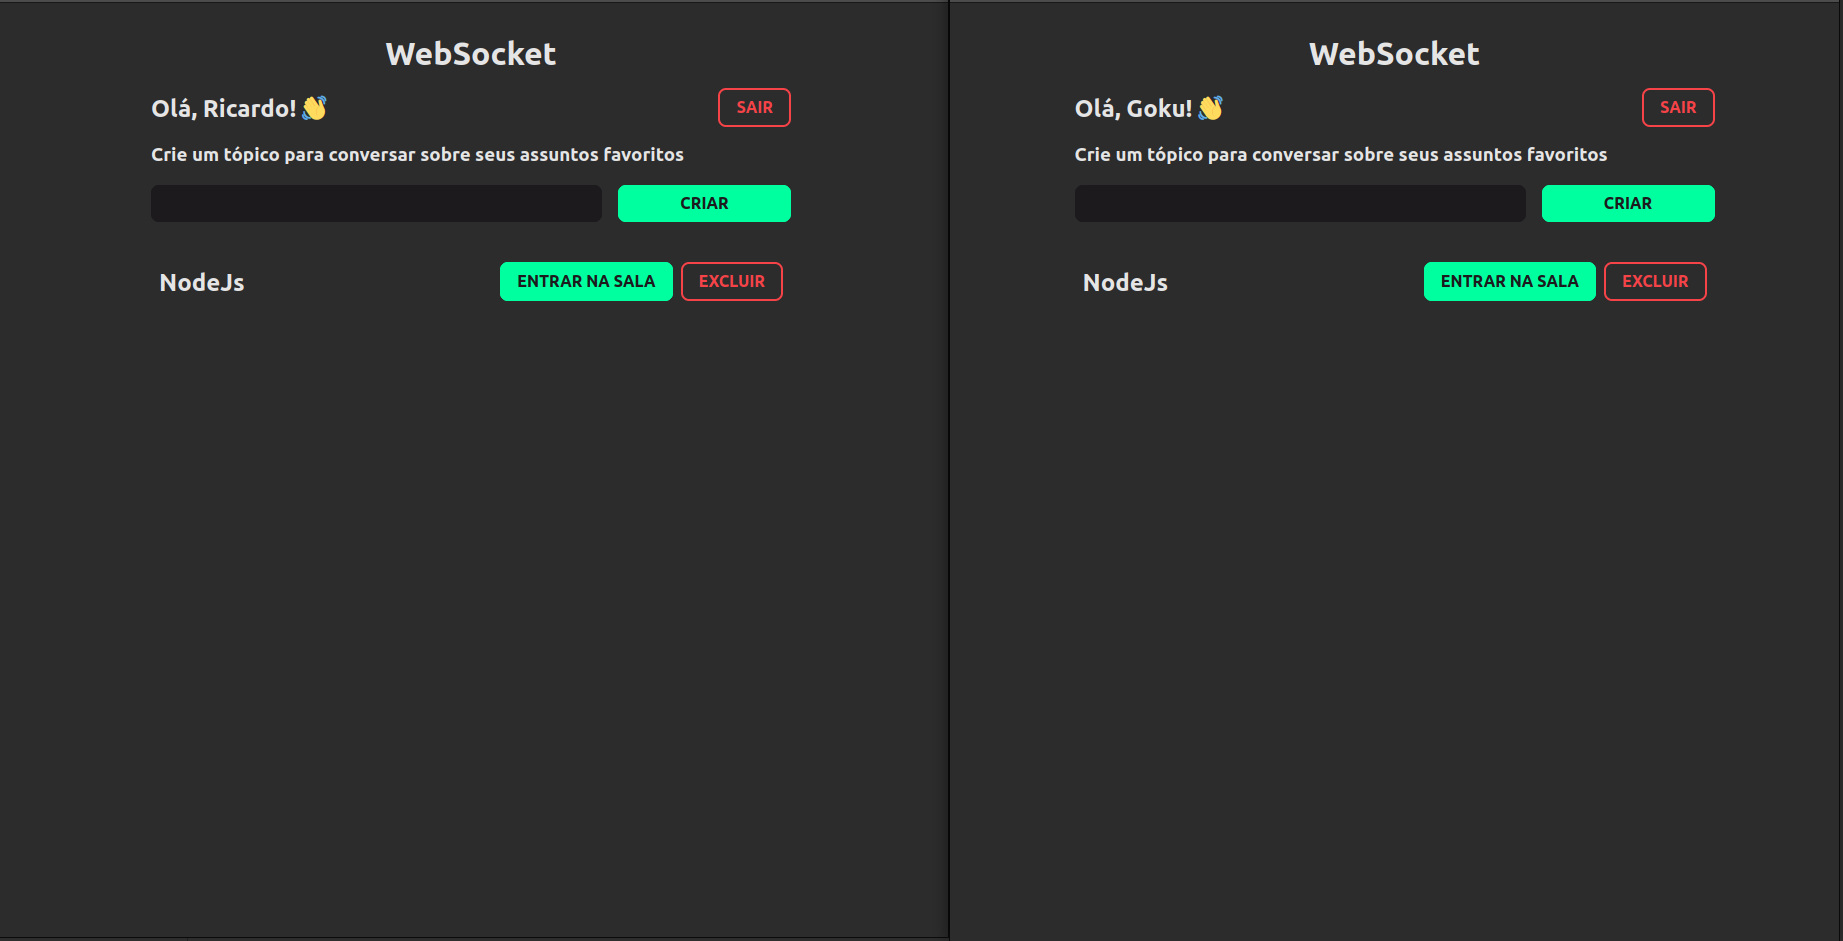 WebSocket
Olá, Ricardo! 👋
SAIR
Crie um tópico para conversar sobre seus assuntos favoritos
CRIAR
NodeJs
ENTRAR NA SALA
EXCLUIR
WebSocket
Olá, Goku! 👋
SAIR
Crie um tópico para conversar sobre seus assuntos favoritos
CRIAR
NodeJs
ENTRAR NA SALA
EXCLUIR